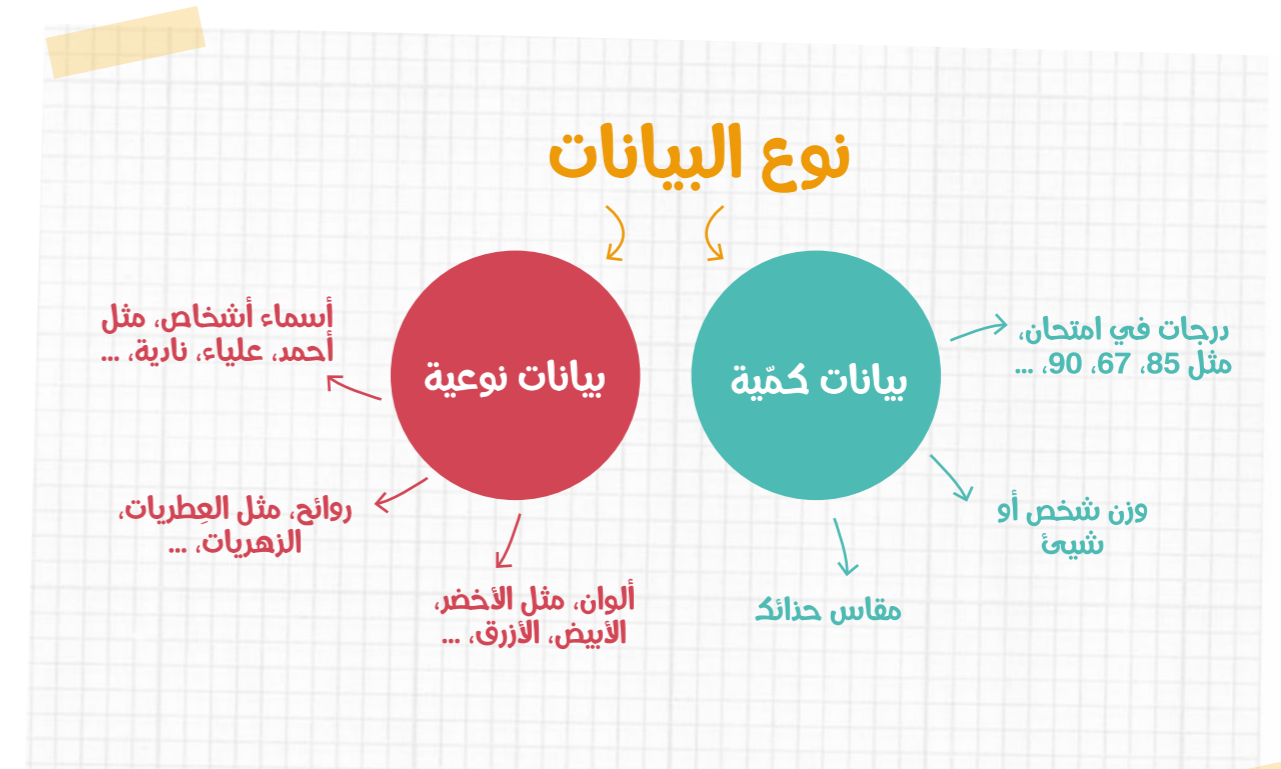 نوع البيانات
بيانات كمّية
درجات في امتحان،
مثل 85، 67، 90، ...
وزن شخص أو
شيئ
مقاس حذائك
بيانات نوعية
أسماء أشخاص، مثل
أحمد، علياء، نادية، ...
روائح، مثل العِطريات،
الزهريات، ...
ألوان، مثل الأخضر،
الأبيض، الأزرق، ...